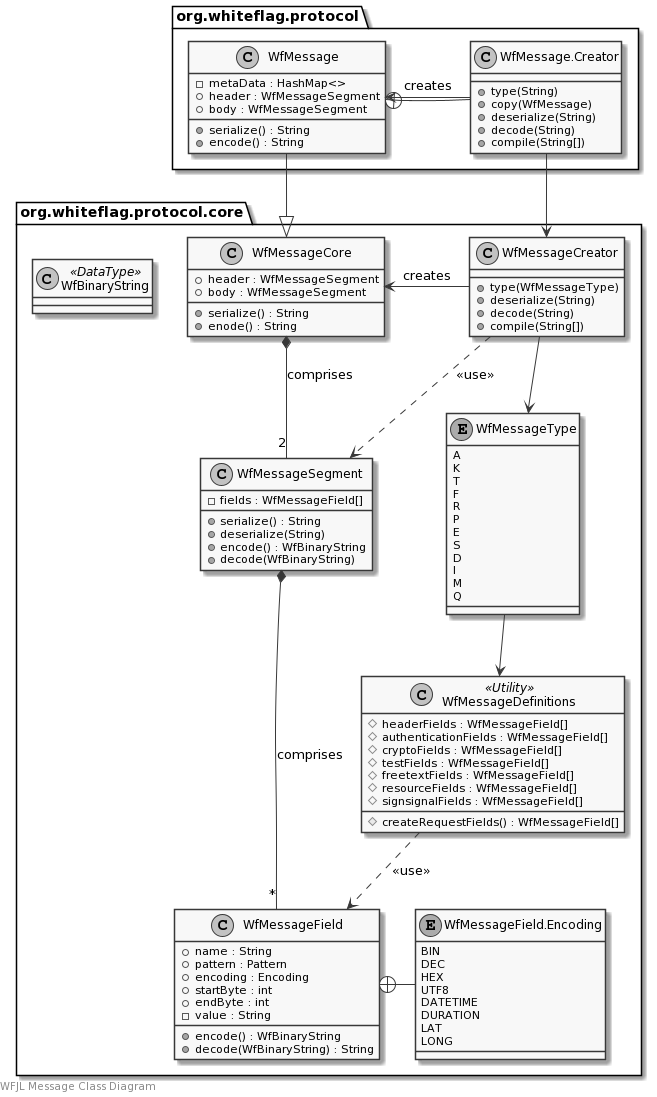 org.whiteflag.protocol
C WfMessage
metaData : HashMap<>
header : WfMessageSegment
body : WfMessageSegment
serialize() : String
encode() : String
creates
C WfMessage.Creator
type(String)
copy(WfMessage)
deserialize(String)
decode(String)
compile(String[])
org.whiteflag.protocol.core
C «DataType»
WfBinaryString
C WfMessageCore
header : WfMessageSegment
body : WfMessageSegment
serialize() : String
enode() : String
creates
C WfMessageCreator
type(WfMessageType)
deserialize(String)
decode(String)
compile(String[])
comprises
2
«use»
E WfMessageType
A
K
T
F
R
P
E
S
D
I
M
Q
C WfMessageSegment
fields : WfMessageField[]
serialize() : String
deserialize(String)
encode() : WfBinaryString
decode(WfBinaryString)
C «Utility»
WfMessageDefinitions
headerFields : WfMessageField[]
authenticationFields : WfMessageField[]
cryptoFields : WfMessageField[]
testFields : WfMessageField[]
freetextFields : WfMessageField[]
resourceFields : WfMessageField[]
signsignalFields : WfMessageField[]
createRequestFields() : WfMessageField[]
comprises
*
«use»
C WfMessageField
name : String
pattern : Pattern
encoding : Encoding
startByte : int
endByte : int
value : String
encode() : WfBinaryString
decode(WfBinaryString) : String
E WfMessageField.Encoding
BIN
DEC
HEX
UTF8
DATETIME
DURATION
LAT
LONG
WFJL Message Class Diagram